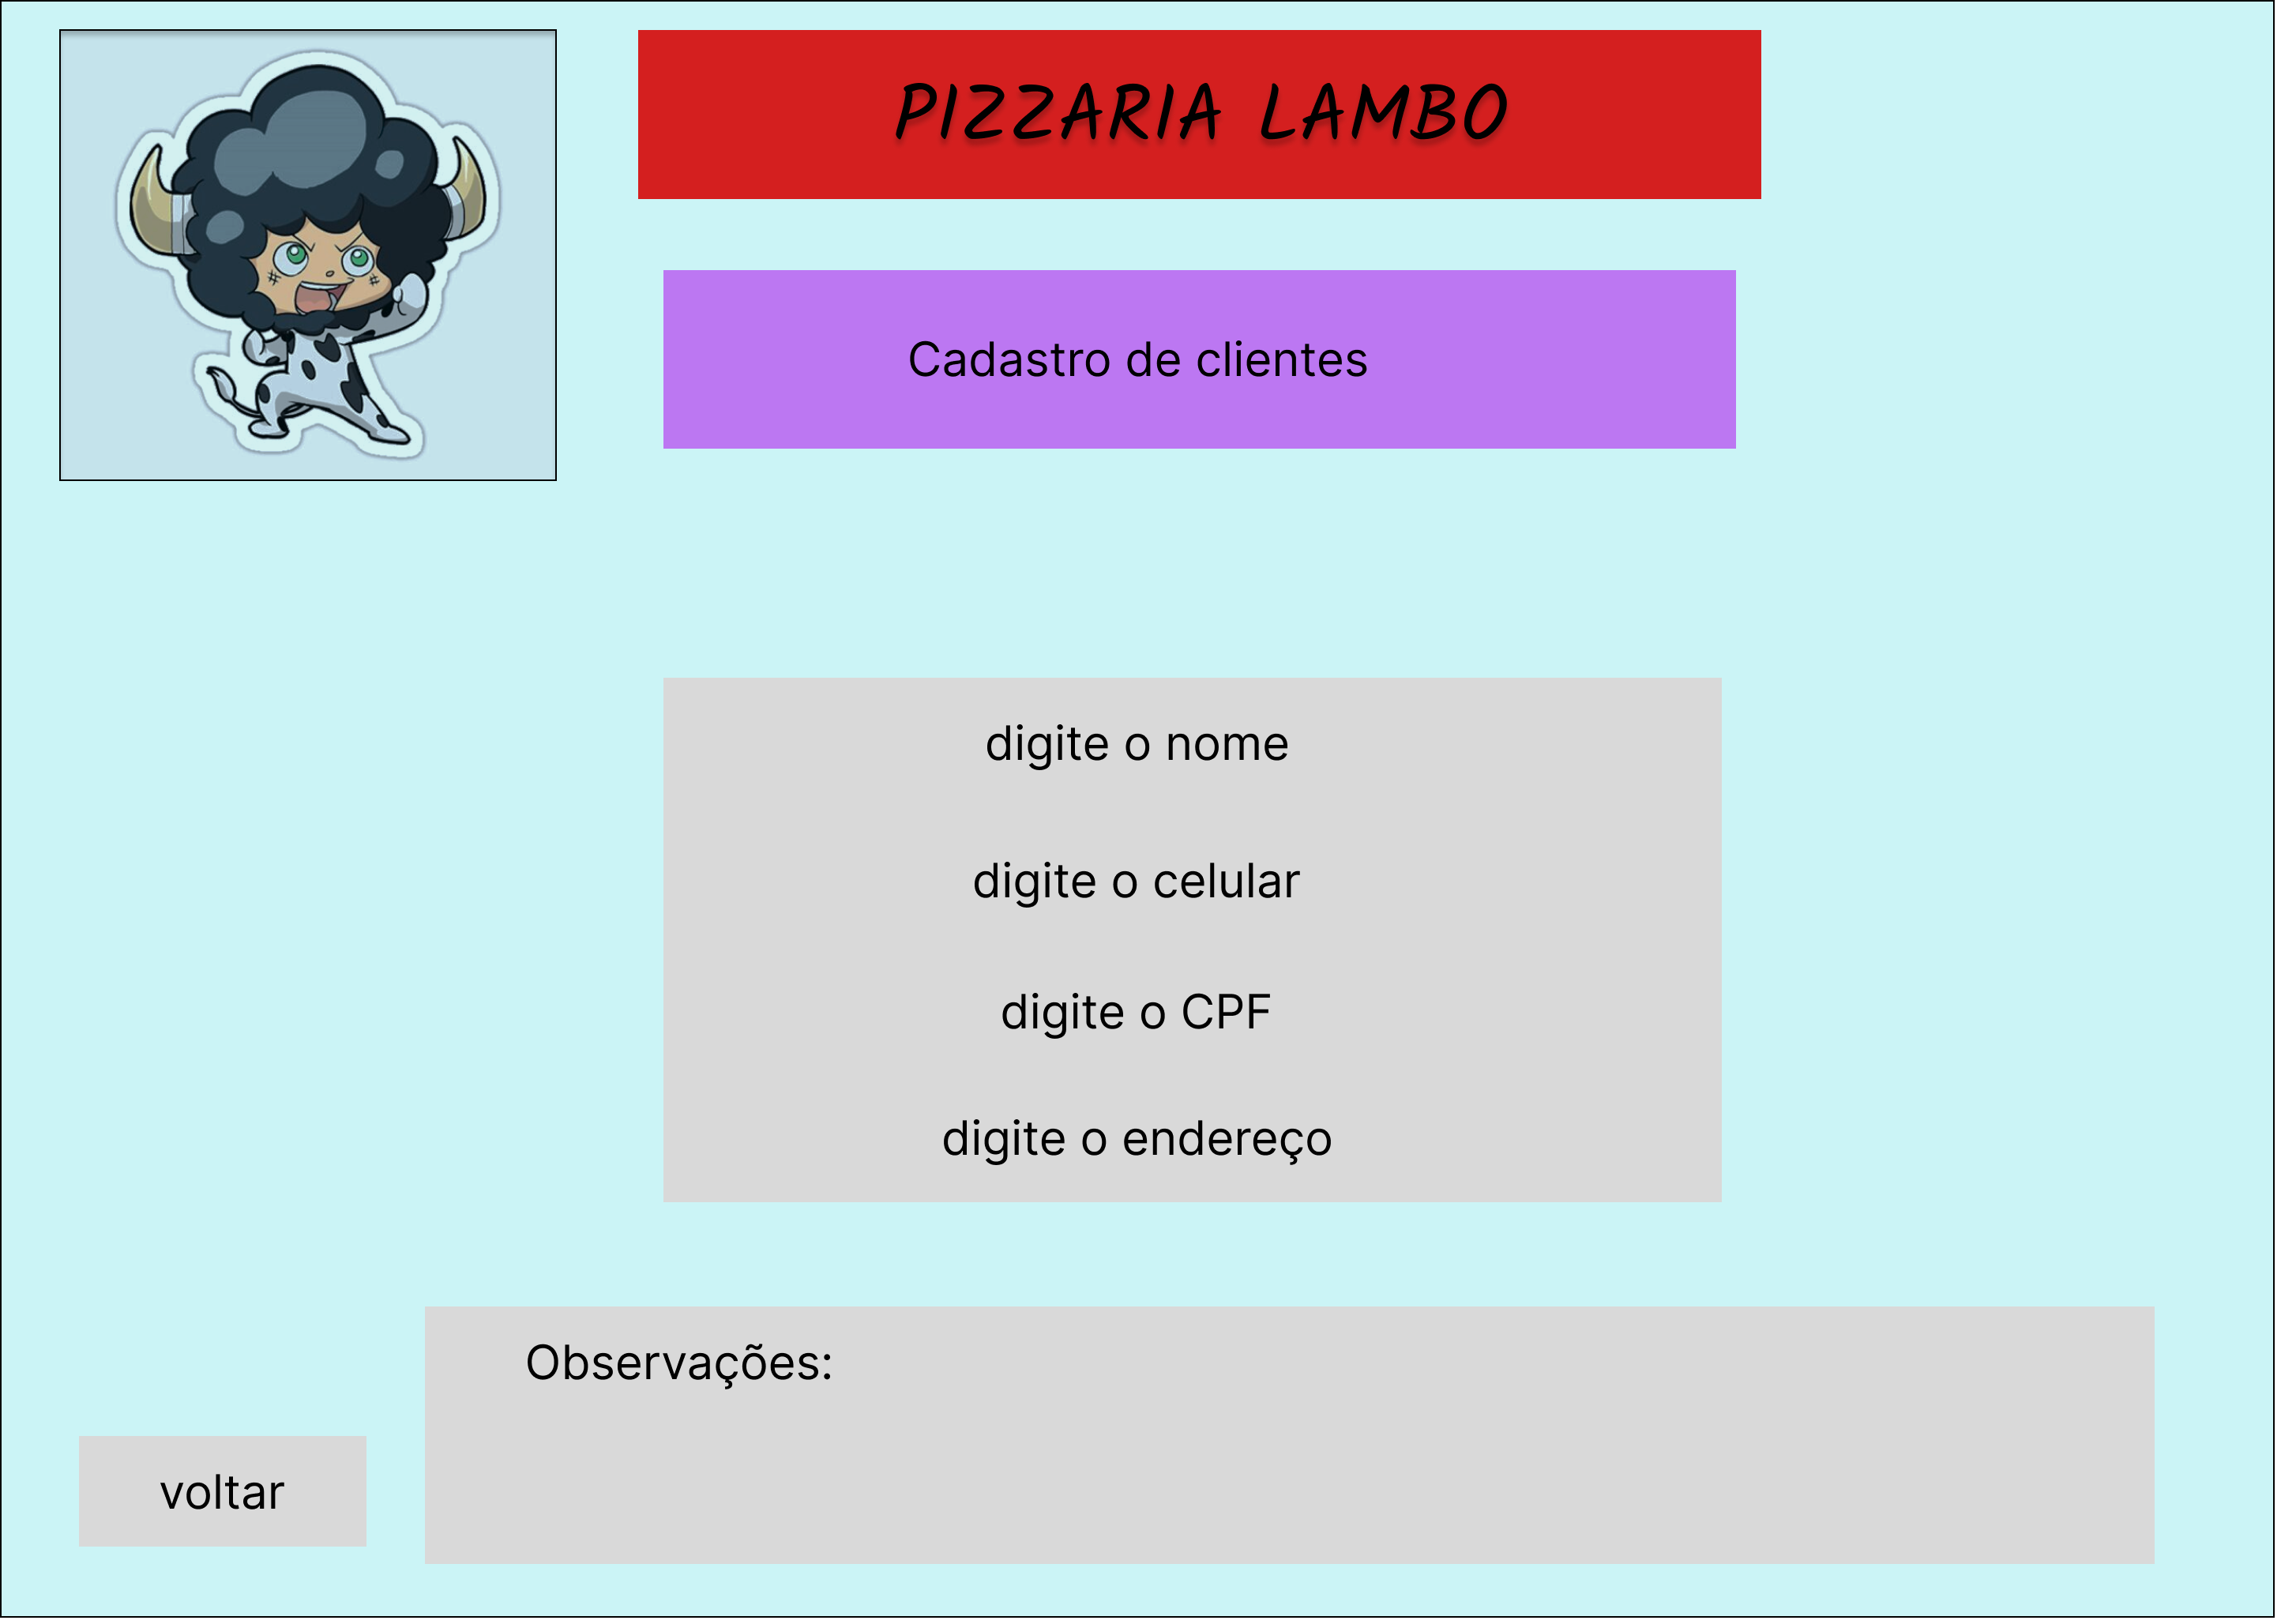 PIZZARIA LAMBO
Cadastro de clientes
digite o nome
digite o celular
digite o CPF
digite o endereço
Observações:
voltar